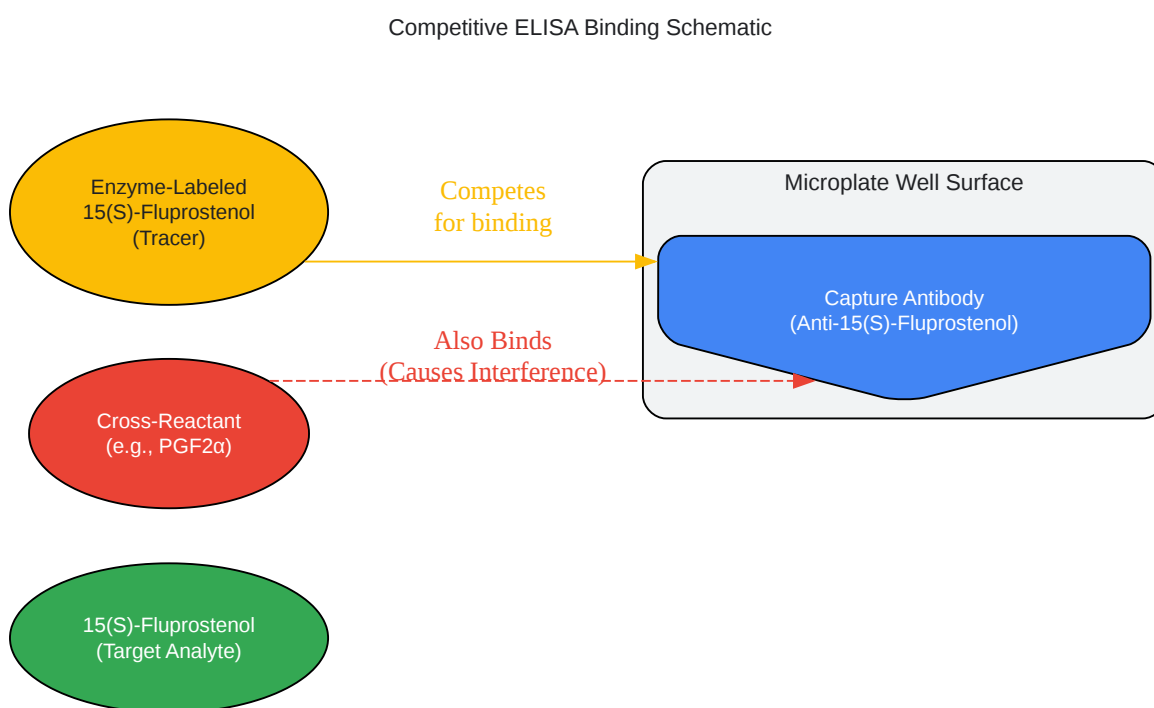 Competitive ELISA Binding Schematic
Enzyme-Labeled
15(S)-Fluprostenol
(Tracer)
Competes
for binding
Microplate Well Surface
Capture Antibody
(Anti-15(S)-Fluprostenol)
Also Binds
(Causes Interference)
Cross-Reactant
(e.g., PGF2α)
15(S)-Fluprostenol
(Target Analyte)